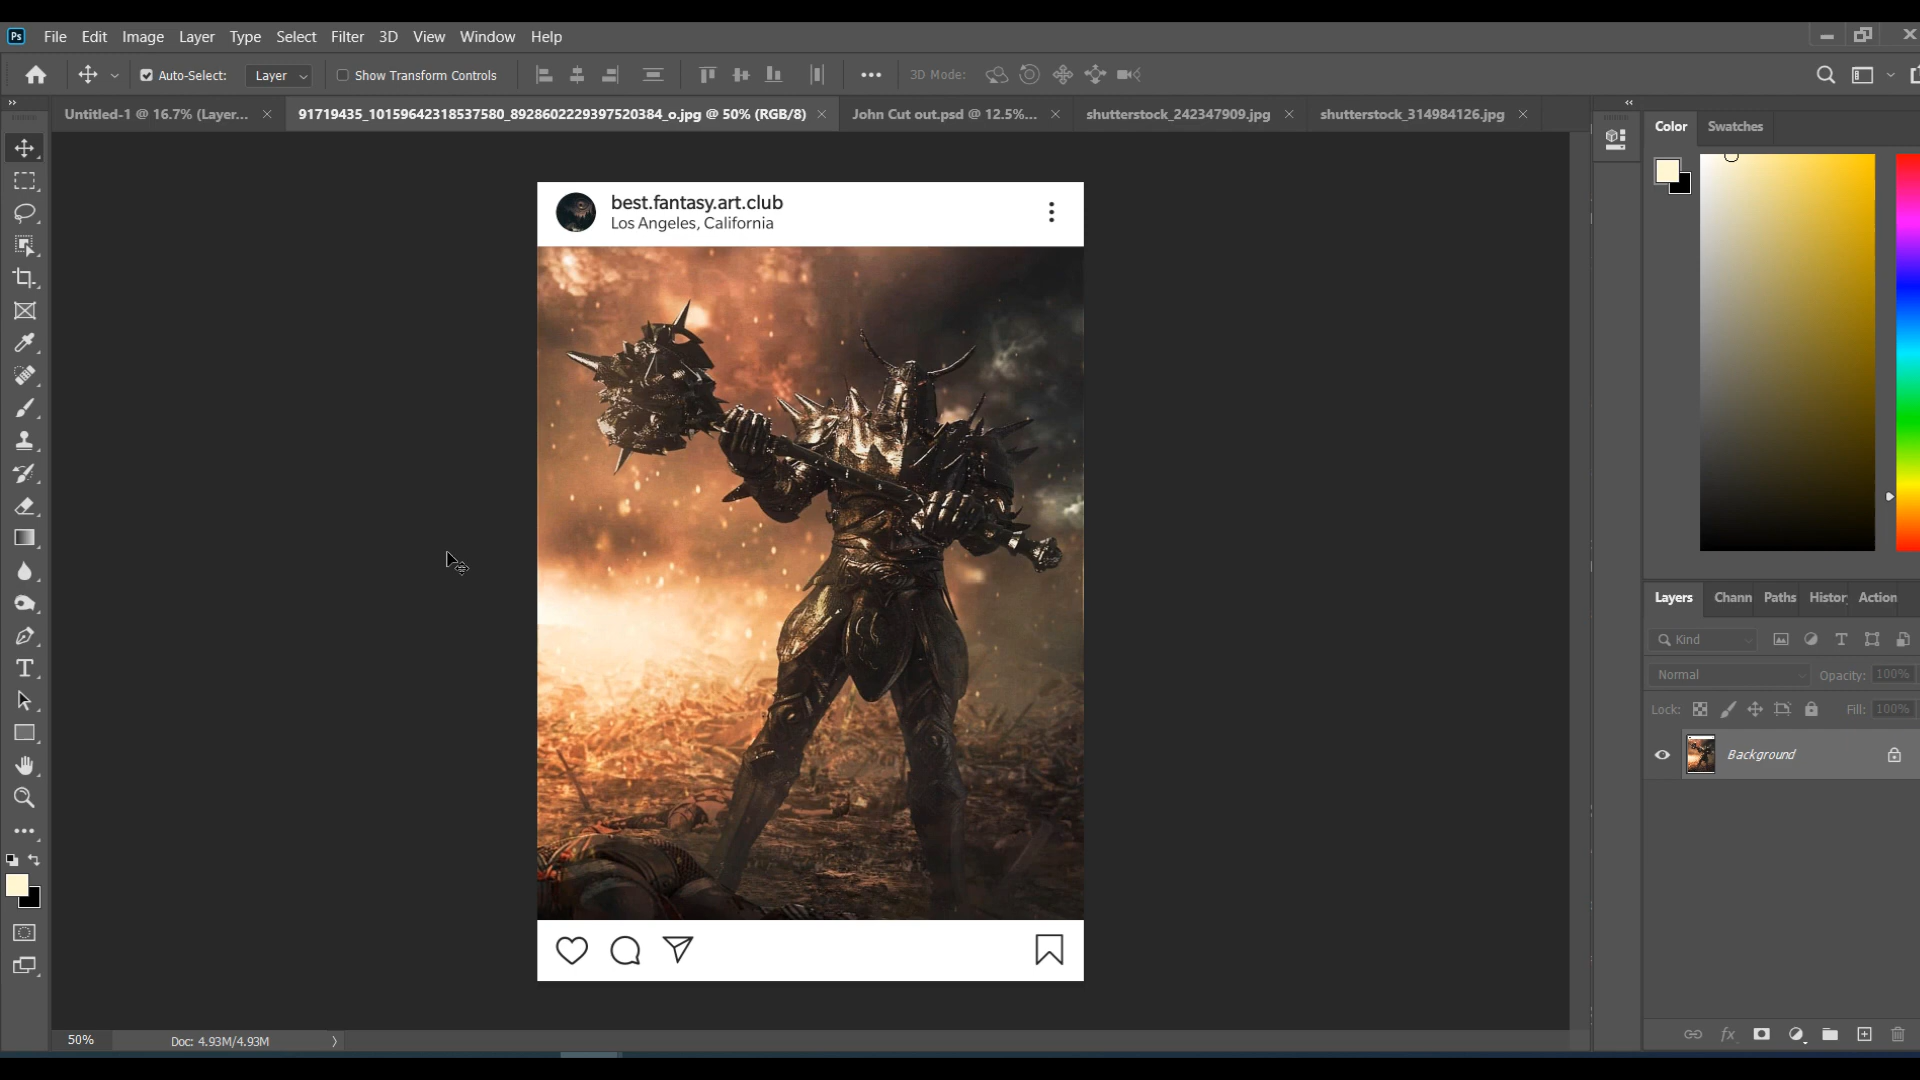 Ps File Edit Image Layer Type Select Filter 3D View Window Help
Auto-Select: Layer Show Transform Controls 3D Mode:
Untitled-1 @ 16.7% (Layer... 91719435_10159642318537580_8928602229397520384_o.jpg @ 50% (RGB/8) John Cut out.psd @ 12.5%... shutterstock_242347909.jpg shutterstock_314984126.jpg
Color Swatches
best.fantasy.art.club
Los Angeles, California
Layers Chann Paths Histor Action
Kind
Normal Opacity: 100%
Lock: Fill: 100%
Background
fx
50% Doc: 4.93M/4.93M